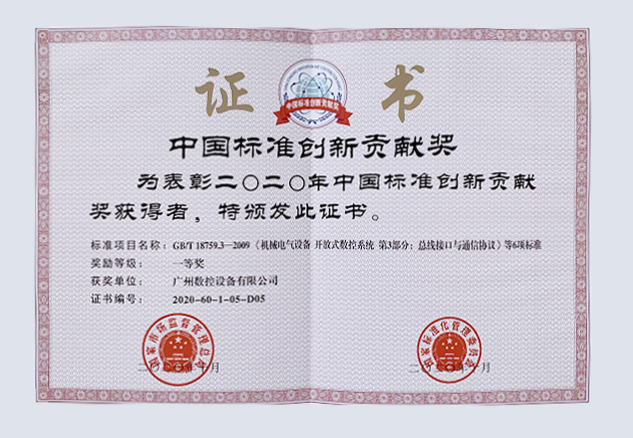 证 书
中国标准创新贡献奖
中国标准创新贡献奖
为表彰二〇二〇年中国标准创新贡献
奖获得者，特颁发此证书。
标准项目名称：GB/T 18759.3—2009《机械电气设备 开放式数控系统 第3部分：总线接口与通信协议》等6项标准
奖励等级：一等奖
获奖单位：广州数控设备有限公司
证书编号：2020-60-1-05-D05
国家市场监督管理总局
国家标准化管理委员会